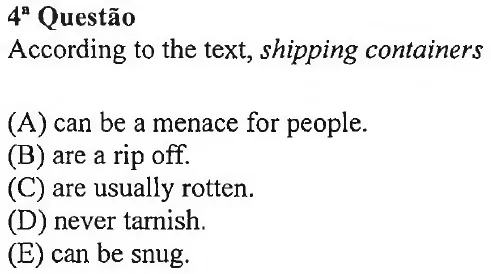 4ª Questão
According to the text, shipping containers
(A) can be a menace for people.
(B) are a rip off.
(C) are usually rotten.
(D) never tarnish.
(E) can be snug.